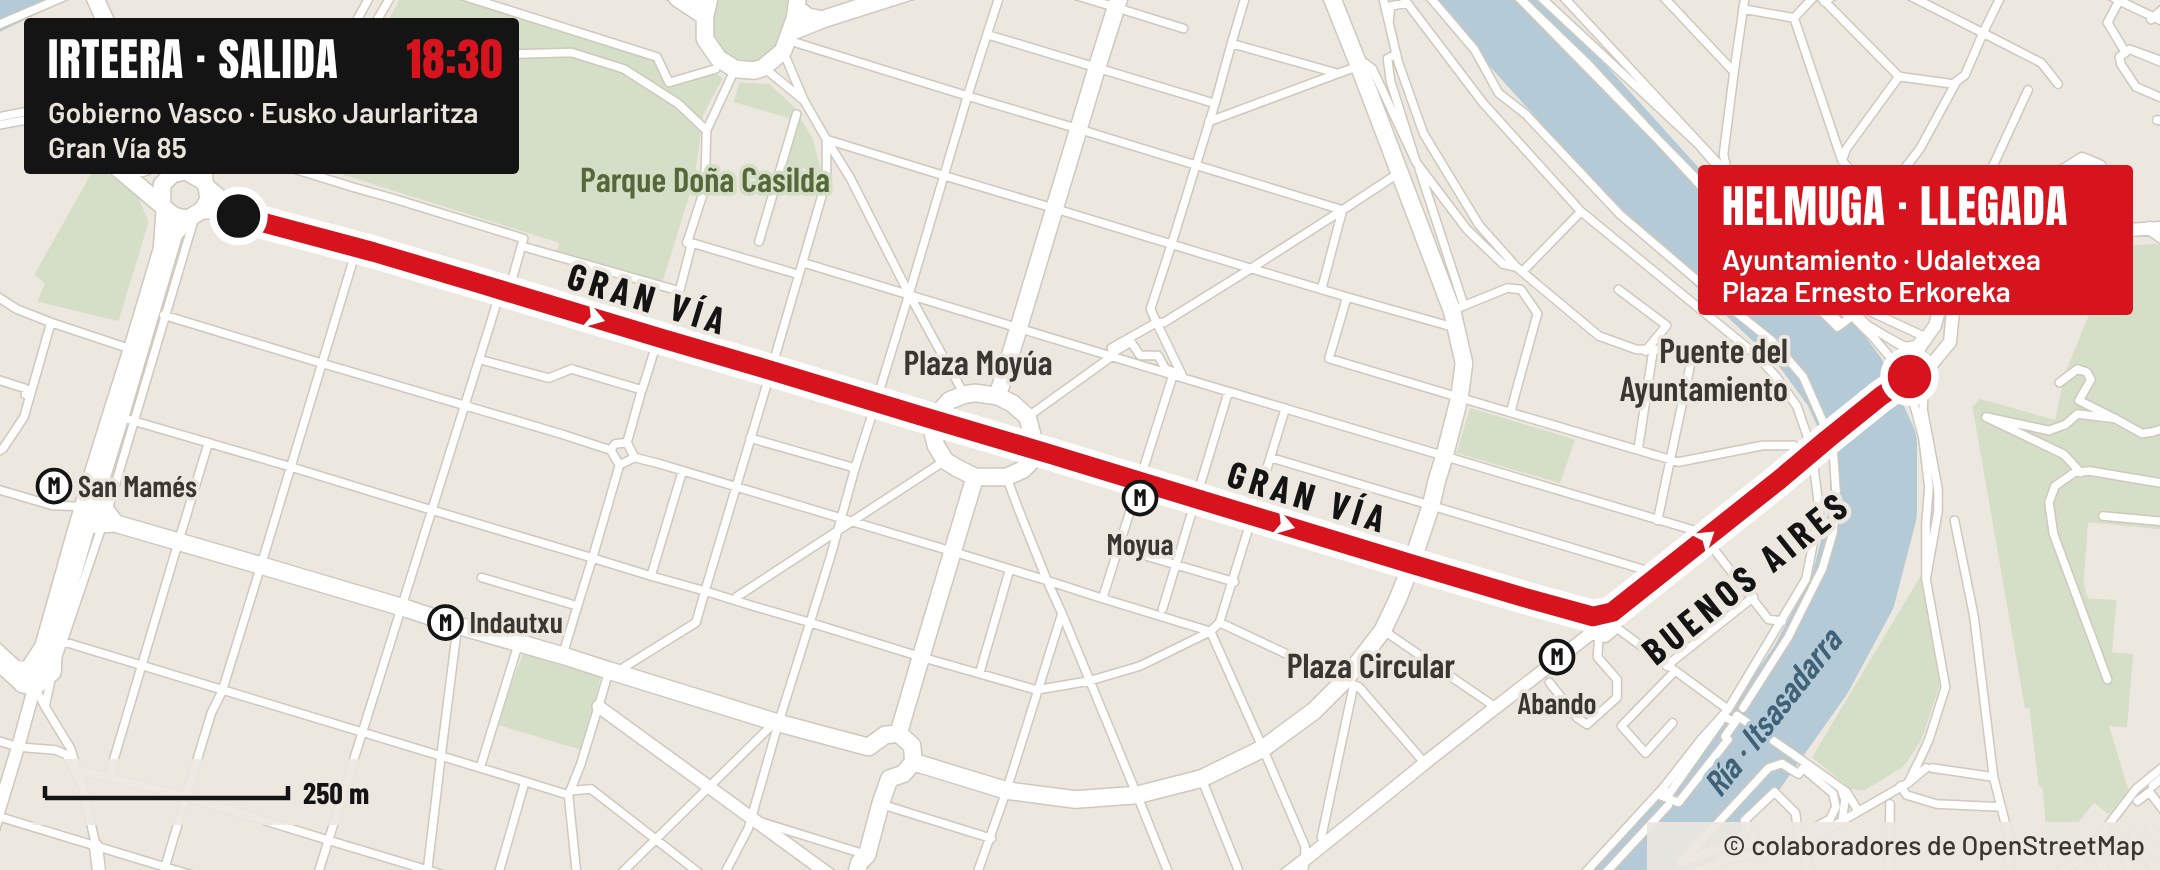 IRTEERA · SALIDA 18:30
Gobierno Vasco · Eusko Jaurlaritza
Gran Vía 85
Parque Doña Casilda
HELMUGA · LLEGADA
Ayuntamiento · Udaletxea
Plaza Ernesto Erkoreka
GRAN VÍA
Plaza Moyúa
Puente del
Ayuntamiento
M San Mamés
M
Moyua
GRAN VÍA
BUENOS AIRES
M Indautxu
Plaza Circular
M
Abando
Ría · Itsasadarra
250 m
© colaboradores de OpenStreetMap